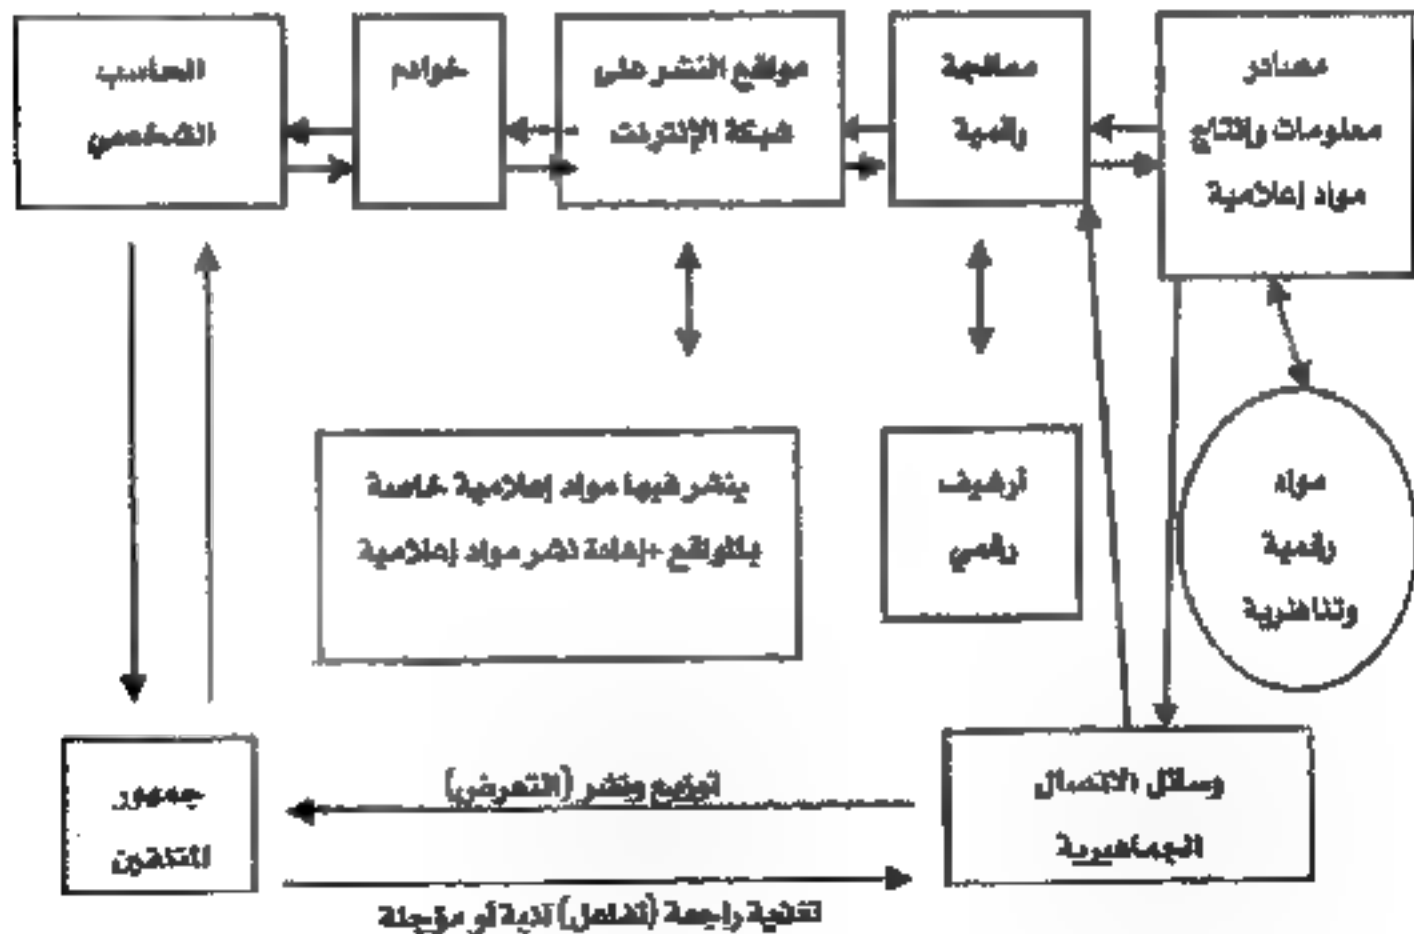 مصادر
معلومات وإنتاج
مواد إعلامية
معالجة
رقمية
مواقع النشر على
شبكة الإنترنت
خوادم
الحاسب
الشخصي
مواد
رقمية
وتناظرية
أرشيف
رقمي
ينشر فيها مواد إعلامية خاصة
بالمواقع + إعادة نشر مواد إعلامية
وسائل الاتصال
الجماهيرية
توزيع ونشر (التعرض)
جمهور
المتلقين
تغذية راجعة (تفاعل) آنية أو مؤجلة